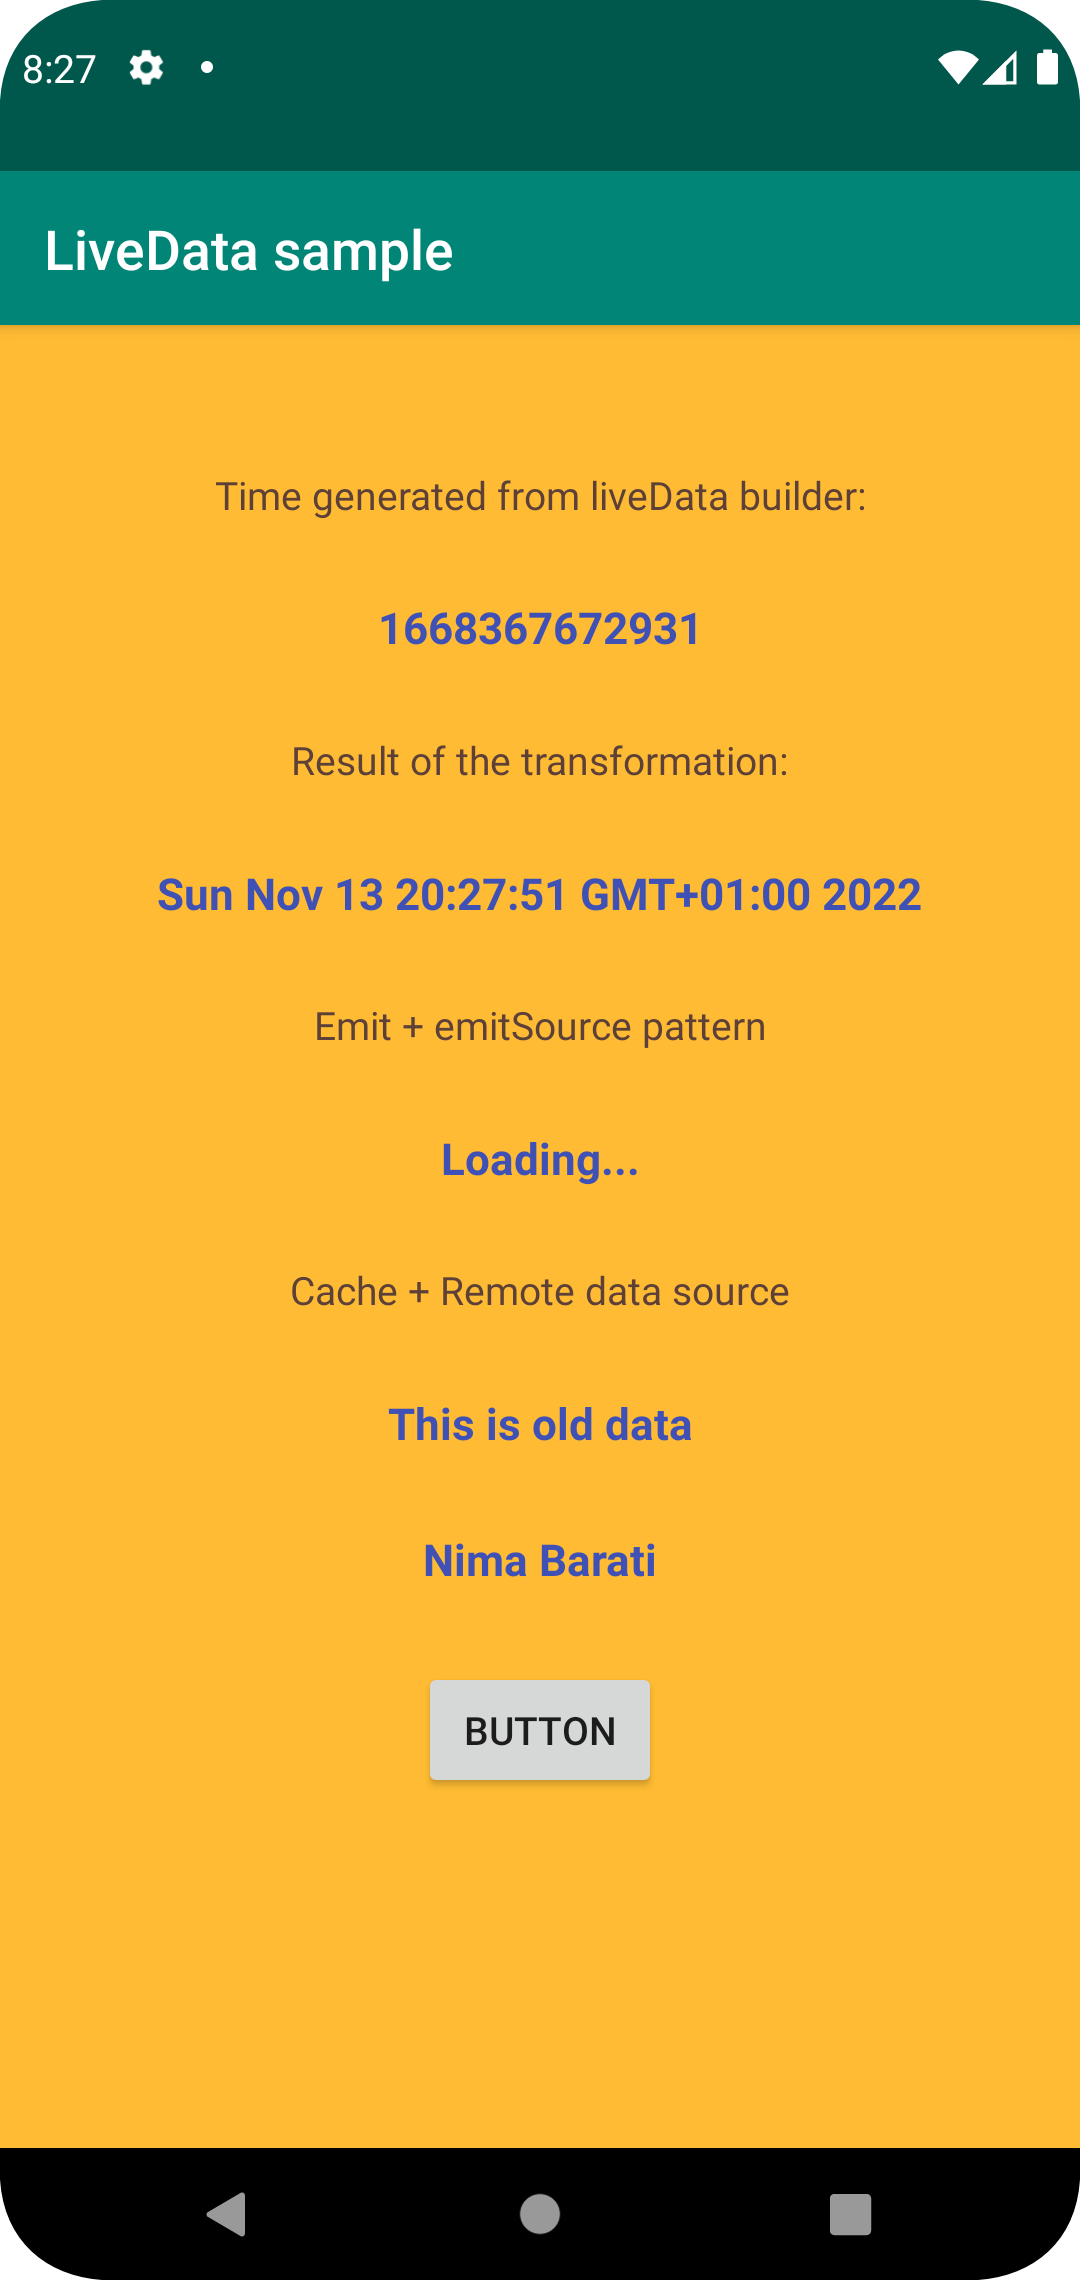 8:27
LiveData sample
Time generated from liveData builder:
1668367672931
Result of the transformation:
Sun Nov 13 20:27:51 GMT+01:00 2022
Emit + emitSource pattern
Loading...
Cache + Remote data source
This is old data
Nima Barati
BUTTON